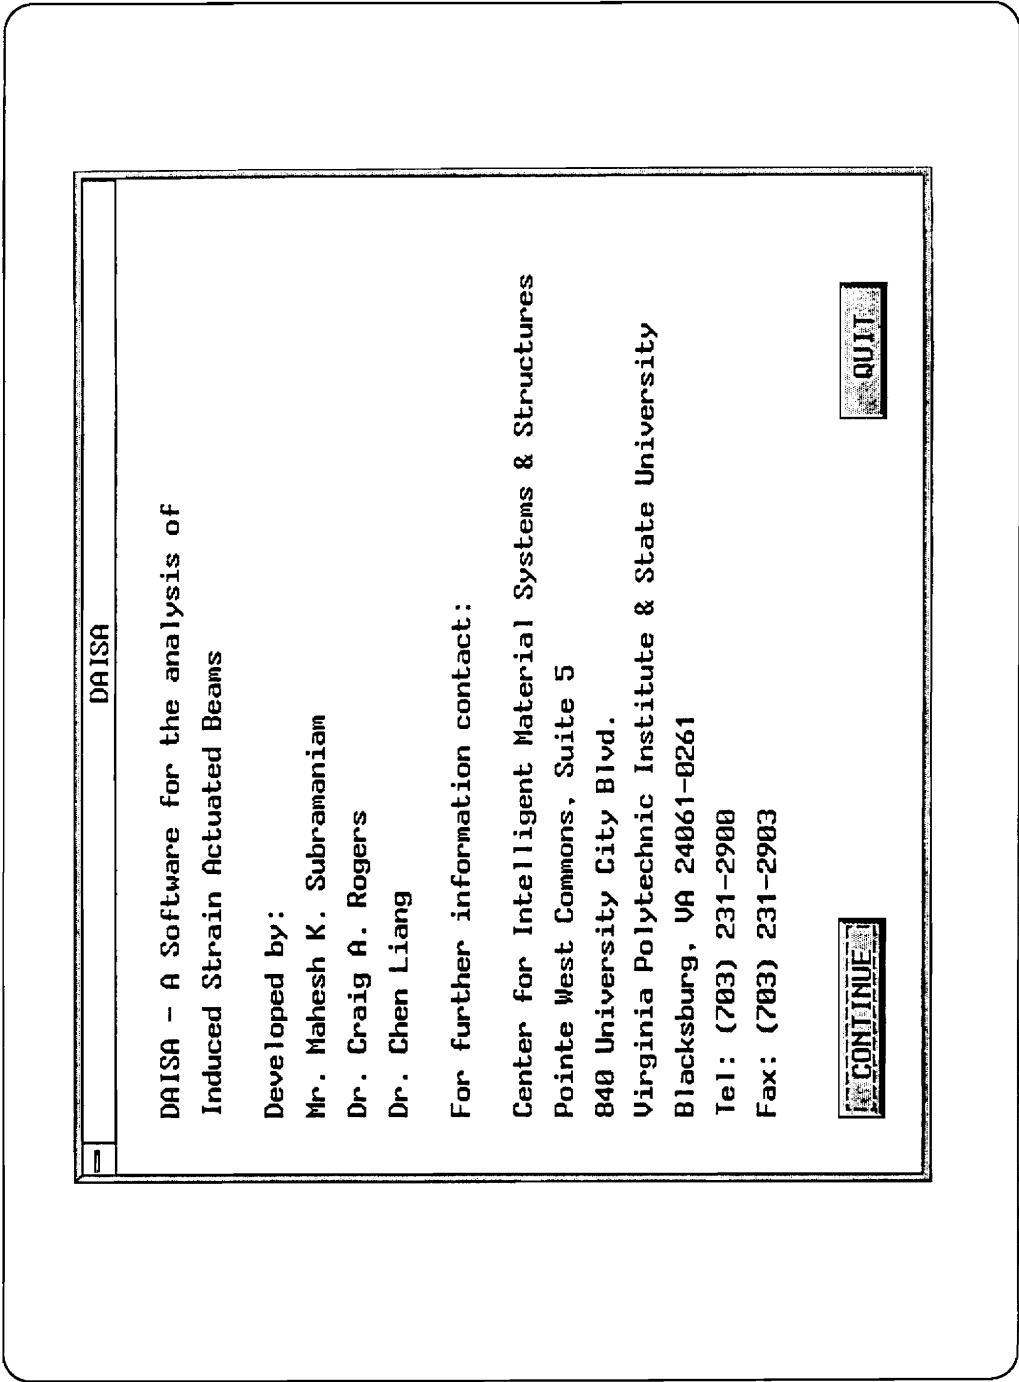 DAISA
DAISA - A Software for the analysis of
Induced Strain Actuated Beams
Developed by:
Mr. Mahesh K. Subramaniam
Dr. Craig A. Rogers
Dr. Chen Liang
For further information contact:
Center for Intelligent Material Systems & Structures
Pointe West Commons, Suite 5
840 University City Blvd.
Virginia Polytechnic Institute & State University
Blacksburg, VA 24061-0261
Tel: (703) 231-2900
Fax: (703) 231-2903
CONTINUE
QUIT